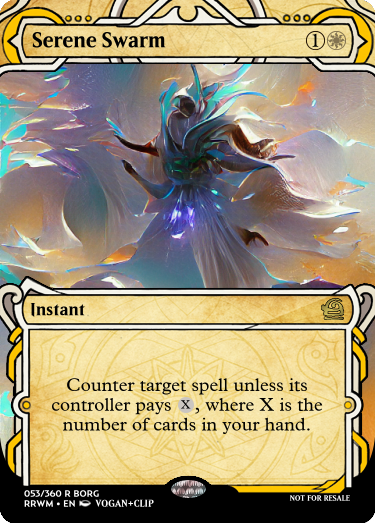 Serene Swarm 1
Instant
Counter target spell unless its
controller pays X, where X is the
number of cards in your hand.
053/360 R BORG
RRWM • EN VOGAN+CLIP
NOT FOR RESALE